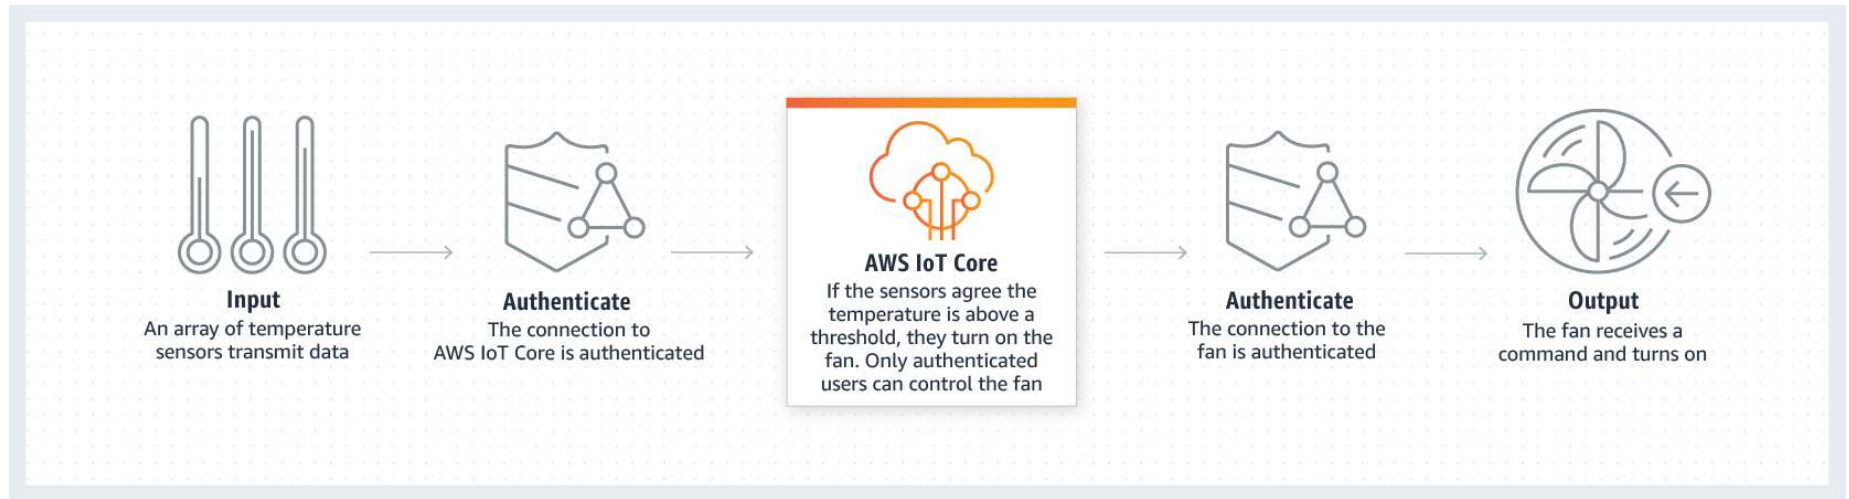 Input
An array of temperature
sensors transmit data
Authenticate
The connection to
AWS IoT Core is authenticated
AWS IoT Core
If the sensors agree the
temperature is above a
threshold, they turn on the
fan. Only authenticated
users can control the fan
Authenticate
The connection to the
fan is authenticated
Output
The fan receives a
command and turns on